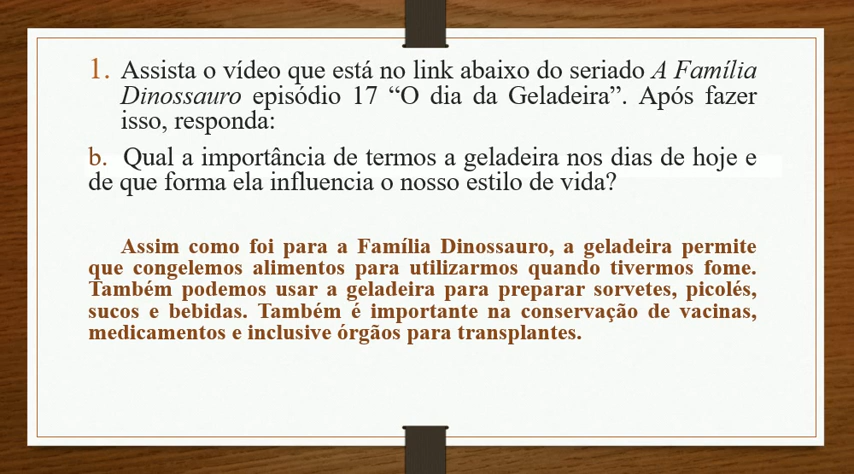 1. Assista o vídeo que está no link abaixo do seriado A Família
Dinossauro episódio 17 “O dia da Geladeira”. Após fazer
isso, responda:
b. Qual a importância de termos a geladeira nos dias de hoje e
de que forma ela influencia o nosso estilo de vida?
Assim como foi para a Família Dinossauro, a geladeira permite
que congelemos alimentos para utilizarmos quando tivermos fome.
Também podemos usar a geladeira para preparar sorvetes, picolés,
sucos e bebidas. Também é importante na conservação de vacinas,
medicamentos e inclusive órgãos para transplantes.